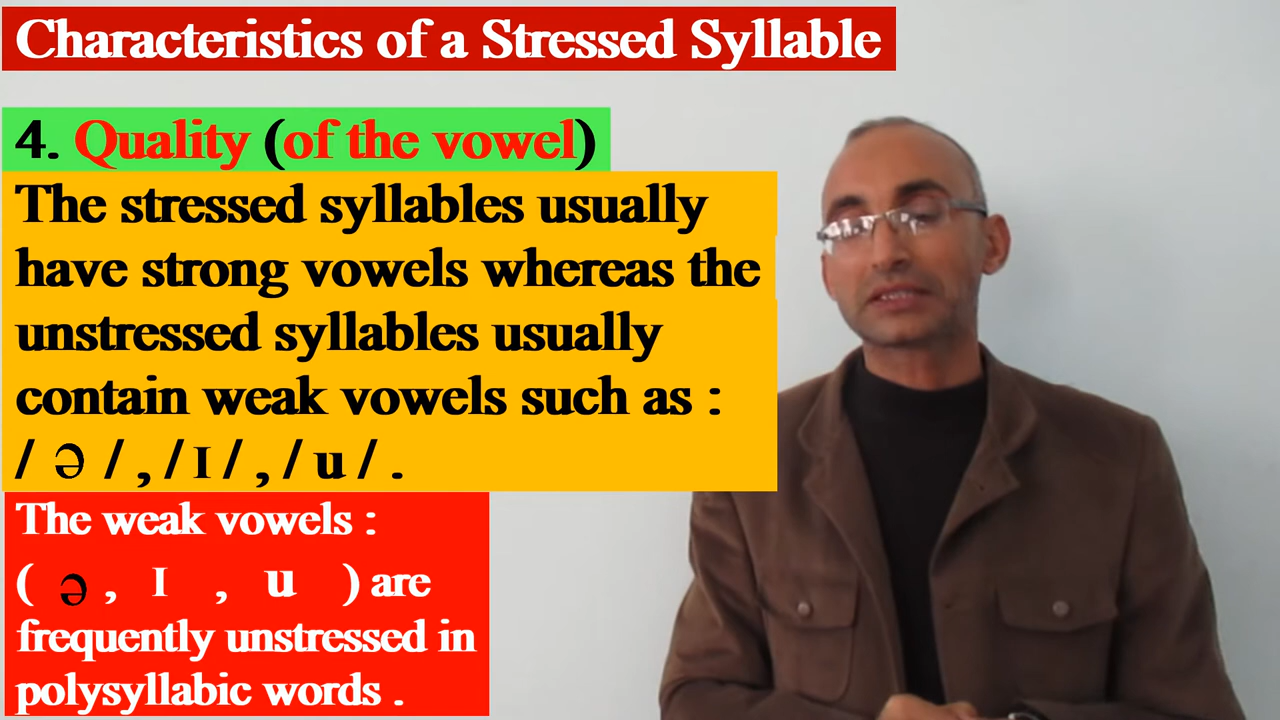 Characteristics of a Stressed Syllable
4. Quality (of the vowel)
The stressed syllables usually
have strong vowels whereas the
unstressed syllables usually
contain weak vowels such as :
/ ə / , / ɪ / , / u / .
The weak vowels :
( ə , ɪ , u ) are
frequently unstressed in
polysyllabic words .